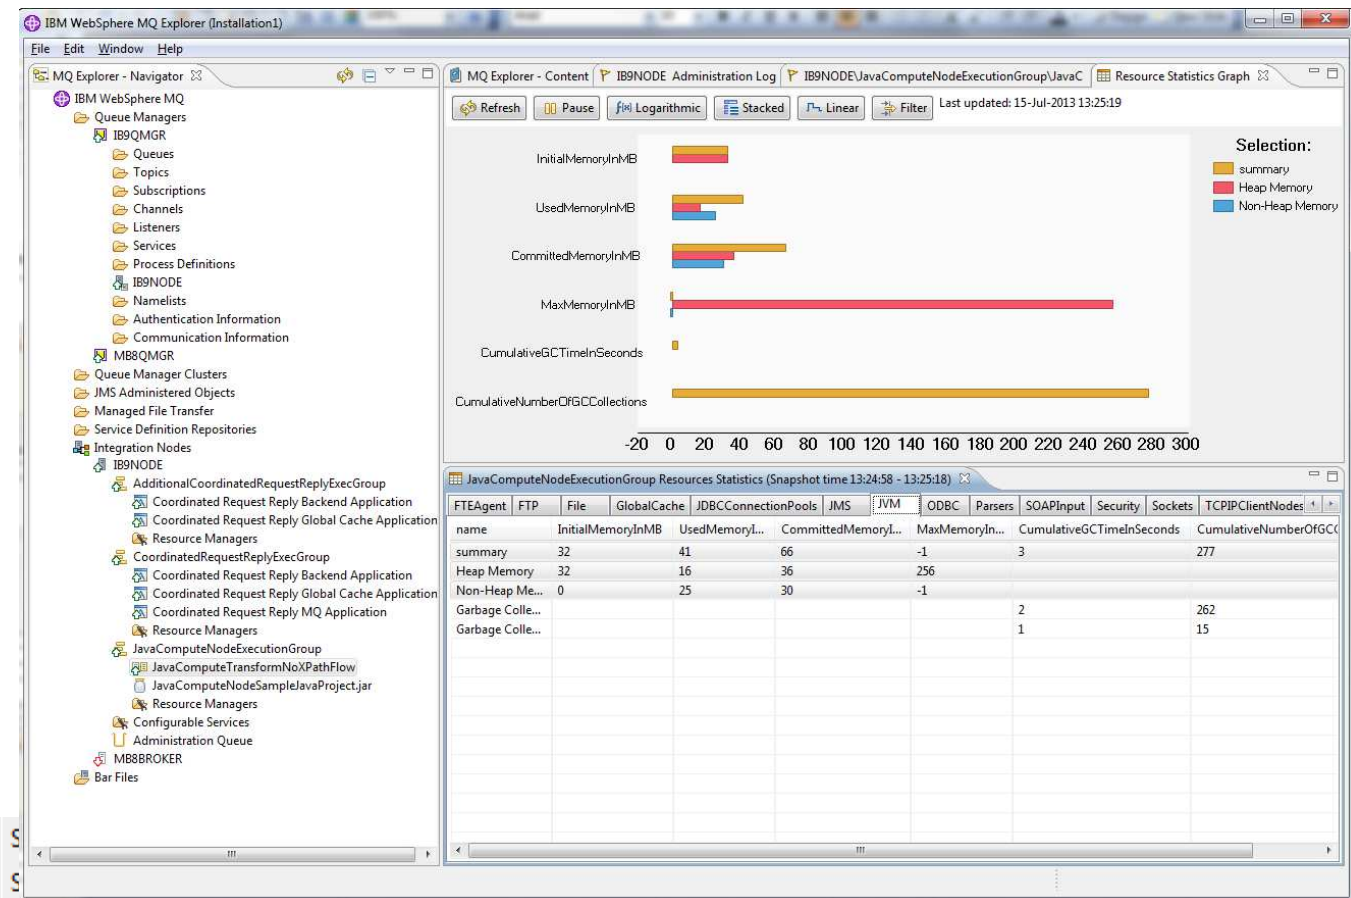 IBM WebSphere MQ Explorer (Installation1)
File Edit Window Help
MQ Explorer - Navigator
IBM WebSphere MQ
Queue Managers
IB9QMGR
Queues
Topics
Subscriptions
Channels
Listeners
Services
Process Definitions
IB9NODE
Namelists
Authentication Information
Communication Information
MB8QMGR
Queue Manager Clusters
JMS Administered Objects
Managed File Transfer
Service Definition Repositories
Integration Nodes
IB9NODE
AdditionalCoordinatedRequestReplyExecGroup
Coordinated Request Reply Backend Application
Coordinated Request Reply Global Cache Application
Resource Managers
CoordinatedRequestReplyExecGroup
Coordinated Request Reply Backend Application
Coordinated Request Reply Global Cache Application
Coordinated Request Reply MQ Application
Resource Managers
JavaComputeNodeExecutionGroup
JavaComputeTransformNoXPathFlow
JavaComputeNodeSampleJavaProject.jar
Resource Managers
Configurable Services
Administration Queue
MB8BROKER
Bar Files
MQ Explorer - Content IB9NODE Administration Log IB9NODE\JavaComputeNodeExecutionGroup\JavaC Resource Statistics Graph
Refresh Pause Logarithmic Stacked Linear Filter Last updated: 15-Jul-2013 13:25:19
Selection:
summary
Heap Memory
Non-Heap Memory
InitialMemoryInMB
UsedMemoryInMB
CommittedMemoryInMB
MaxMemoryInMB
CumulativeGCTimeInSeconds
CumulativeNumberOfGCCollections
-20 0 20 40 60 80 100 120 140 160 180 200 220 240 260 280 300
JavaComputeNodeExecutionGroup Resources Statistics (Snapshot time 13:24:58 - 13:25:18)
FTEAgent FTP File GlobalCache JDBCConnectionPools JMS JVM ODBC Parsers SOAPInput Security Sockets TCPIPClientNodes
name InitialMemoryInMB UsedMemoryI... CommittedMemoryI... MaxMemoryIn... CumulativeGCTimeInSeconds CumulativeNumberOfGC
summary 32 41 66 -1 3 277
Heap Memory 32 16 36 256
Non-Heap Me... 0 25 30 -1
Garbage Colle... 2 262
Garbage Colle... 1 15